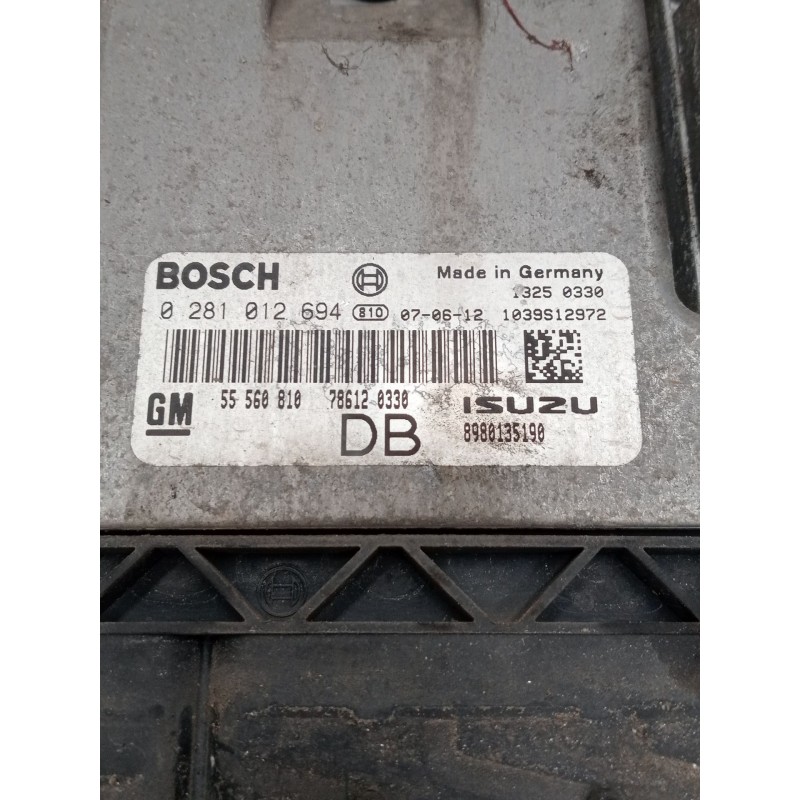 BOSCH Made in Germany
1325 0330
0 281 012 694 810 07-06-12 1039S12972
GM 55 560 810 78612 0330 ISUZU
DB 8980135190